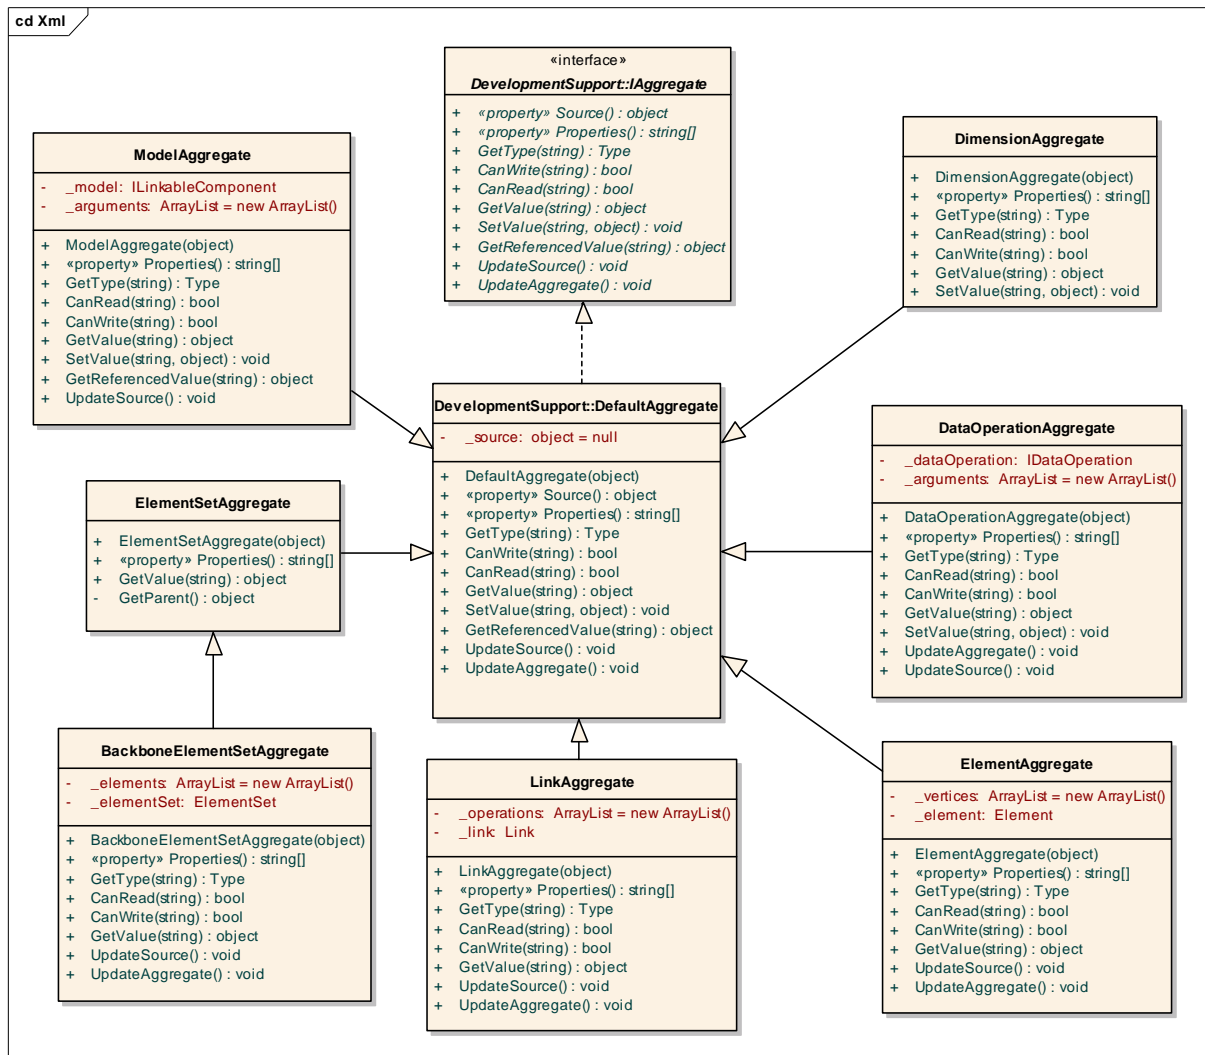 cd Xml
«interface»
DevelopmentSupport::IAggregate
+ «property» Source() : object
+ «property» Properties() : string[]
+ GetType(string) : Type
+ CanWrite(string) : bool
+ CanRead(string) : bool
+ GetValue(string) : object
+ SetValue(string, object) : void
+ GetReferencedValue(string) : object
+ UpdateSource() : void
+ UpdateAggregate() : void
ModelAggregate
- _model: ILinkableComponent
- _arguments: ArrayList = new ArrayList()
+ ModelAggregate(object)
+ «property» Properties() : string[]
+ GetType(string) : Type
+ CanRead(string) : bool
+ CanWrite(string) : bool
+ GetValue(string) : object
+ SetValue(string, object) : void
+ GetReferencedValue(string) : object
+ UpdateSource() : void
DimensionAggregate
+ DimensionAggregate(object)
+ «property» Properties() : string[]
+ GetType(string) : Type
+ CanRead(string) : bool
+ CanWrite(string) : bool
+ GetValue(string) : object
+ SetValue(string, object) : void
DevelopmentSupport::DefaultAggregate
- _source: object = null
+ DefaultAggregate(object)
+ «property» Source() : object
+ «property» Properties() : string[]
+ GetType(string) : Type
+ CanWrite(string) : bool
+ CanRead(string) : bool
+ GetValue(string) : object
+ SetValue(string, object) : void
+ GetReferencedValue(string) : object
+ UpdateSource() : void
+ UpdateAggregate() : void
DataOperationAggregate
- _dataOperation: IDataOperation
- _arguments: ArrayList = new ArrayList()
+ DataOperationAggregate(object)
+ «property» Properties() : string[]
+ GetType(string) : Type
+ CanRead(string) : bool
+ CanWrite(string) : bool
+ GetValue(string) : object
+ SetValue(string, object) : void
+ UpdateAggregate() : void
+ UpdateSource() : void
ElementSetAggregate
+ ElementSetAggregate(object)
+ «property» Properties() : string[]
+ GetValue(string) : object
- GetParent() : object
BackboneElementSetAggregate
- _elements: ArrayList = new ArrayList()
- _elementSet: ElementSet
+ BackboneElementSetAggregate(object)
+ «property» Properties() : string[]
+ GetType(string) : Type
+ CanRead(string) : bool
+ CanWrite(string) : bool
+ GetValue(string) : object
+ UpdateSource() : void
+ UpdateAggregate() : void
LinkAggregate
- _operations: ArrayList = new ArrayList()
- _link: Link
+ LinkAggregate(object)
+ «property» Properties() : string[]
+ GetType(string) : Type
+ CanRead(string) : bool
+ CanWrite(string) : bool
+ GetValue(string) : object
+ UpdateSource() : void
+ UpdateAggregate() : void
ElementAggregate
- _vertices: ArrayList = new ArrayList()
- _element: Element
+ ElementAggregate(object)
+ «property» Properties() : string[]
+ GetType(string) : Type
+ CanRead(string) : bool
+ CanWrite(string) : bool
+ GetValue(string) : object
+ UpdateSource() : void
+ UpdateAggregate() : void